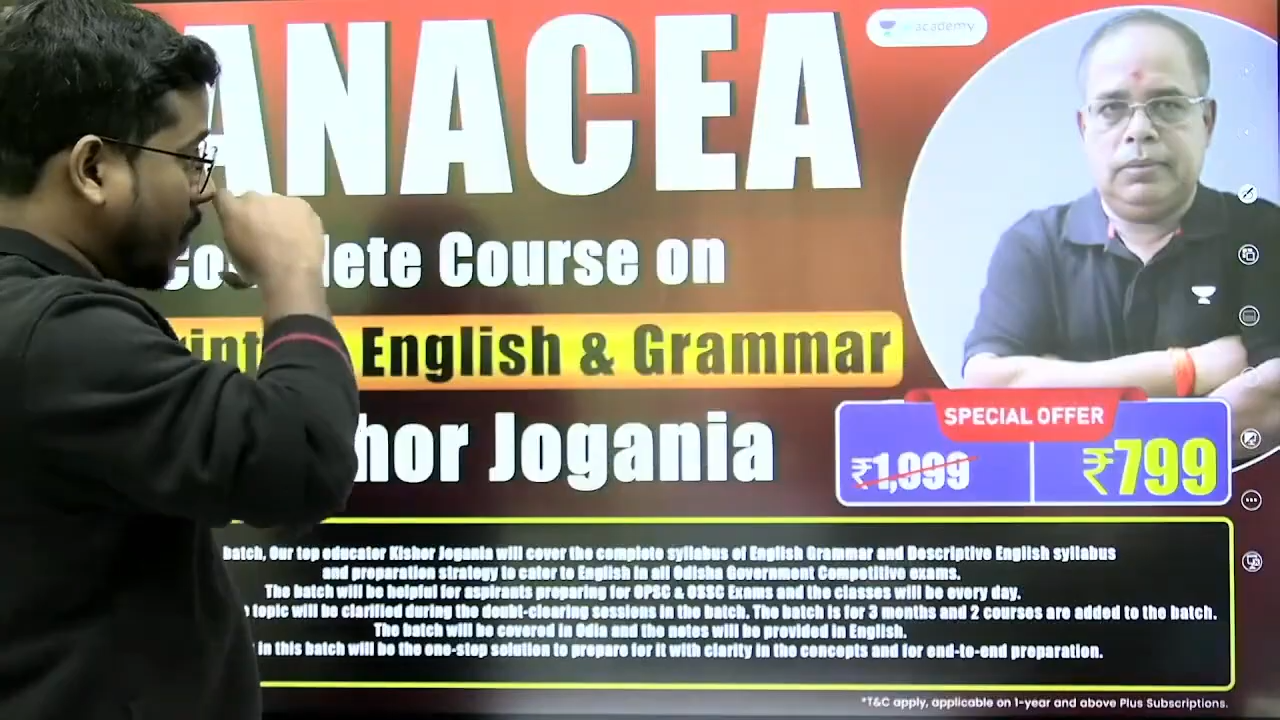 ANACEA
academy
Course on
English & Grammar
Jogania
SPECIAL OFFER
₹1,999
₹799
batch, Our top educator Kishor Jogania will cover the complete syllabus of English Grammar and Descriptive English syllabus
and preparation strategy to cater to English in all Odisha Government Competitive exams.
The batch will be helpful for aspirants preparing for OPSC & OSSC Exams and the classes will be every day.
topic will be clarified during the doubt-clearing sessions in the batch. The batch is for 3 months and 2 courses are added to the batch.
The batch will be covered in Odia and the notes will be provided in English.
in this batch will be the one-stop solution to prepare for it with clarity in the concepts and for end-to-end preparation.
*T&C apply, applicable on 1-year and above Plus Subscriptions.